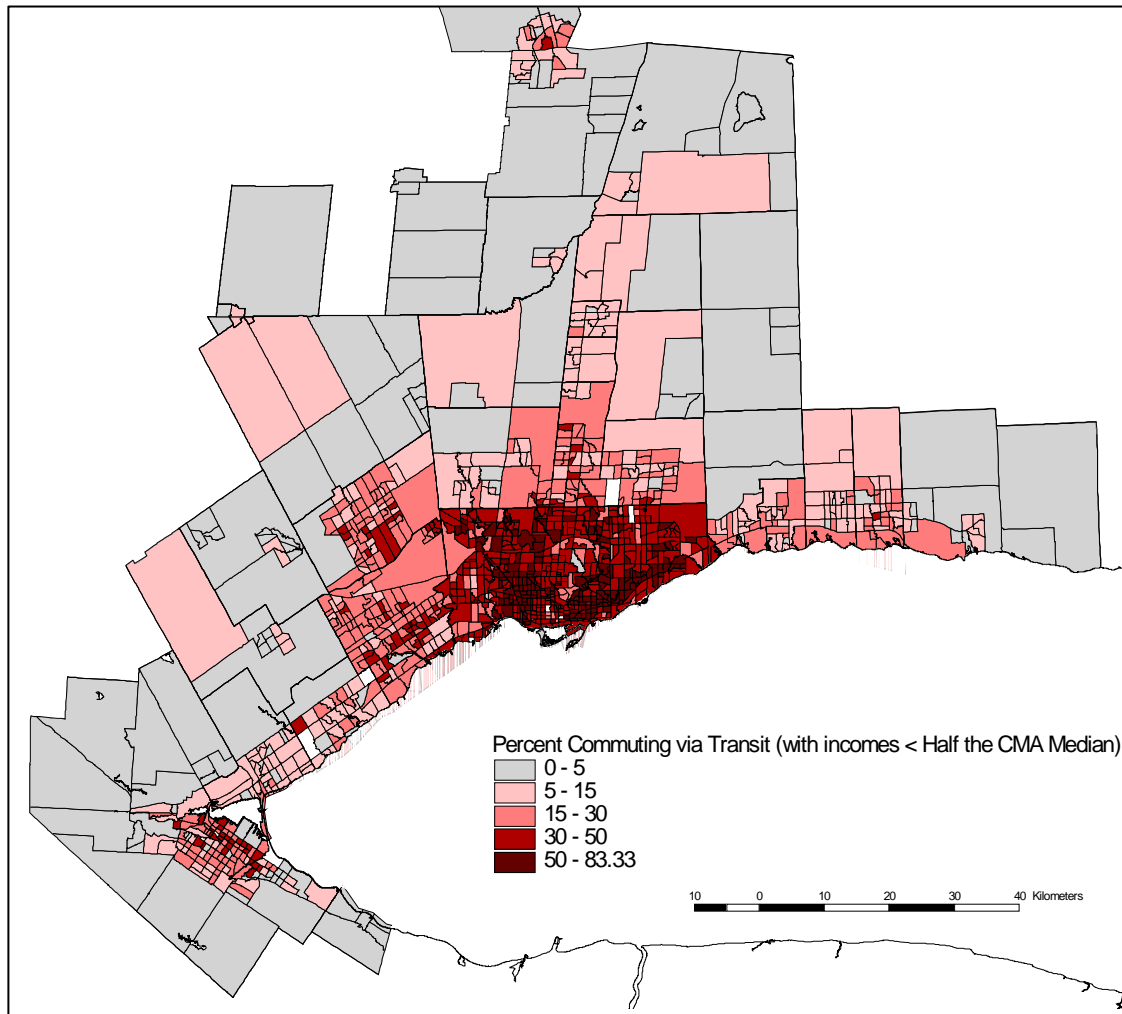 Percent Commuting via Transit (with incomes < Half the CMA Median)
0 - 5
5 - 15
15 - 30
30 - 50
50 - 83.33
10 0 10 20 30 40 Kilometers